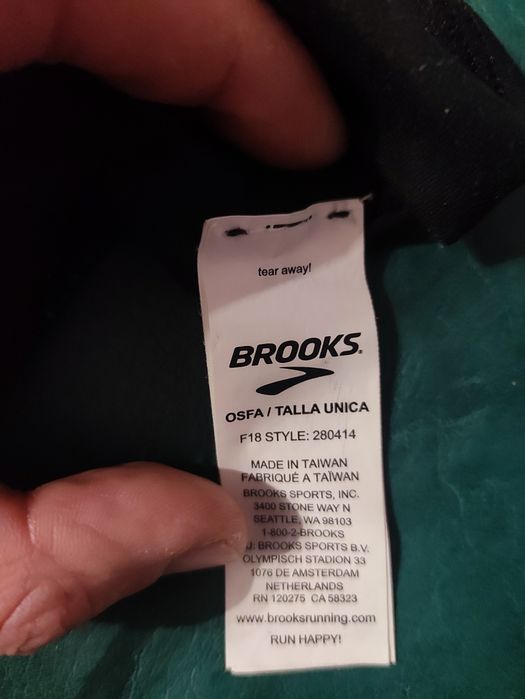 tear away!
BROOKS®
OSFA / TALLA UNICA
F18 STYLE: 280414
MADE IN TAIWAN
FABRIQUÉ A TAÏWAN
BROOKS SPORTS, INC.
3400 STONE WAY N
SEATTLE, WA 98103
1-800-2-BROOKS
BROOKS SPORTS B.V.
OLYMPISCH STADION 33
1076 DE AMSTERDAM
NETHERLANDS
RN 120275 CA 58323
www.brooksrunning.com
RUN HAPPY!